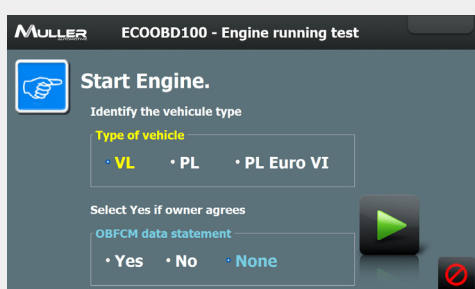 MULLER ECOOBD100 - Engine running test
AUTOMOTIVE
Start Engine.
Identify the vehicule type
Type of vehicle
VL PL PL Euro VI
Select Yes if owner agrees
OBFCM data statement
Yes No None